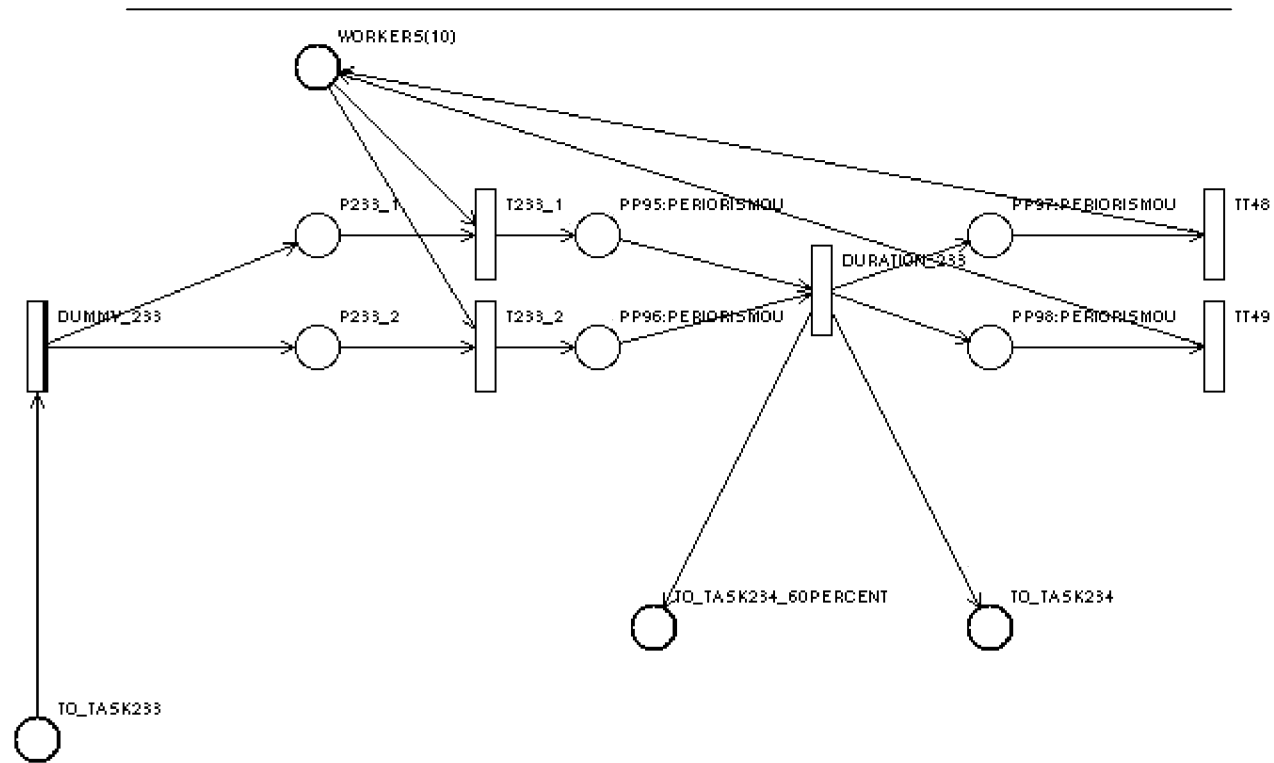 WORKERS(10)
P233_1
T233_1
PP95:PERIORISMOU
PP97:PERIORISMOU
TT48
DURATION_233
DUMMY_233
P233_2
T233_2
PP96:PERIORISMOU
PP98:PERIORISMOU
TT49
TO_TASK234_60PERCENT
TO_TASK234
TO_TASK233